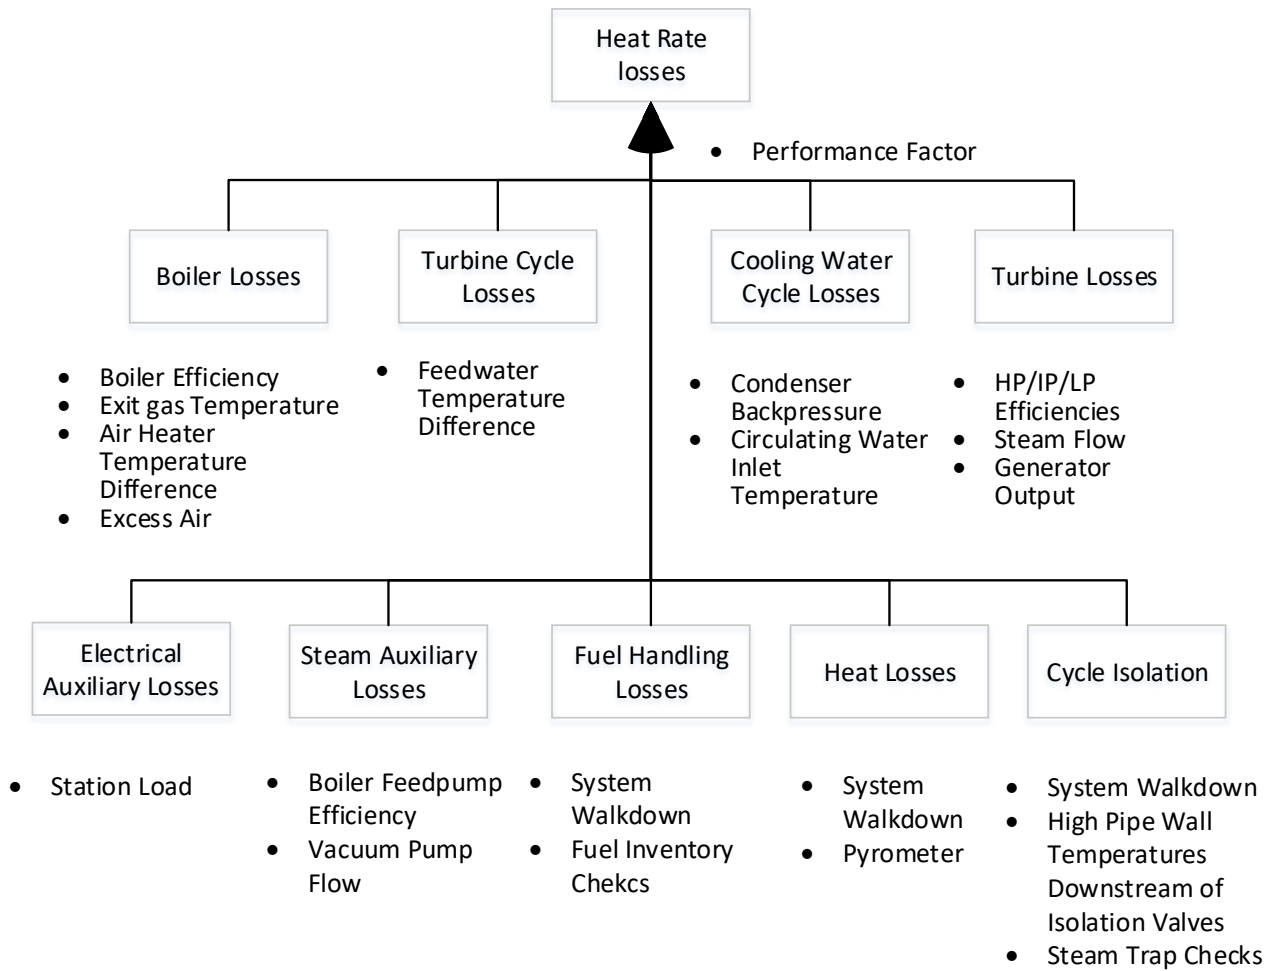 Heat Rate
losses
• Performance Factor
Boiler Losses
Turbine Cycle
Losses
Cooling Water
Cycle Losses
Turbine Losses
• Boiler Efficiency
• Exit gas Temperature
• Air Heater
Temperature
Difference
• Excess Air
• Feedwater
Temperature
Difference
• Condenser
Backpressure
• Circulating Water
Inlet
Temperature
• HP/IP/LP
Efficiencies
• Steam Flow
• Generator
Output
Electrical
Auxiliary Losses
Steam Auxiliary
Losses
Fuel Handling
Losses
Heat Losses
Cycle Isolation
• Station Load
• Boiler Feedpump
Efficiency
• Vacuum Pump
Flow
• System
Walkdown
• Fuel Inventory
Chekcs
• System
Walkdown
• Pyrometer
• System Walkdown
• High Pipe Wall
Temperatures
Downstream of
Isolation Valves
• Steam Trap Checks